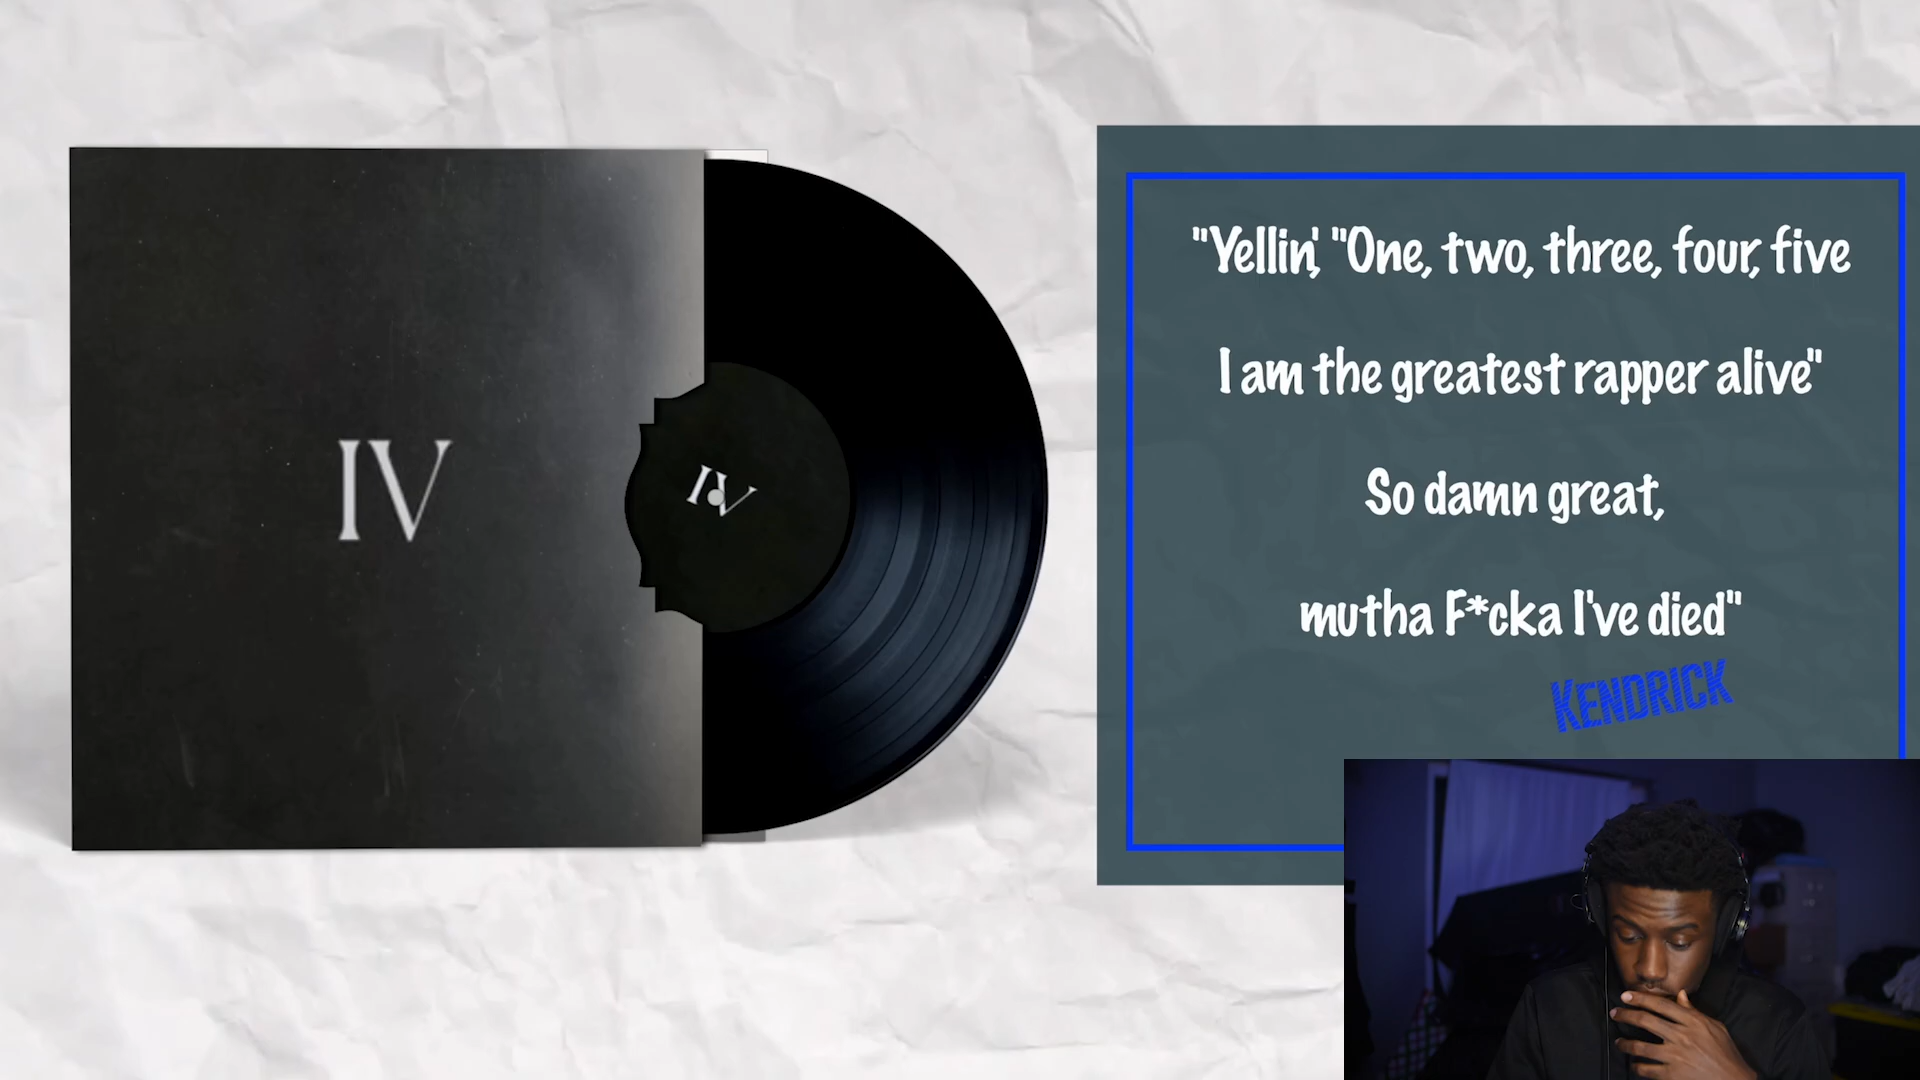 IV
IV
"Yellin', "One, two, three, four, five
I am the greatest rapper alive"
So damn great,
mutha F*cka I've died"
KENDRICK